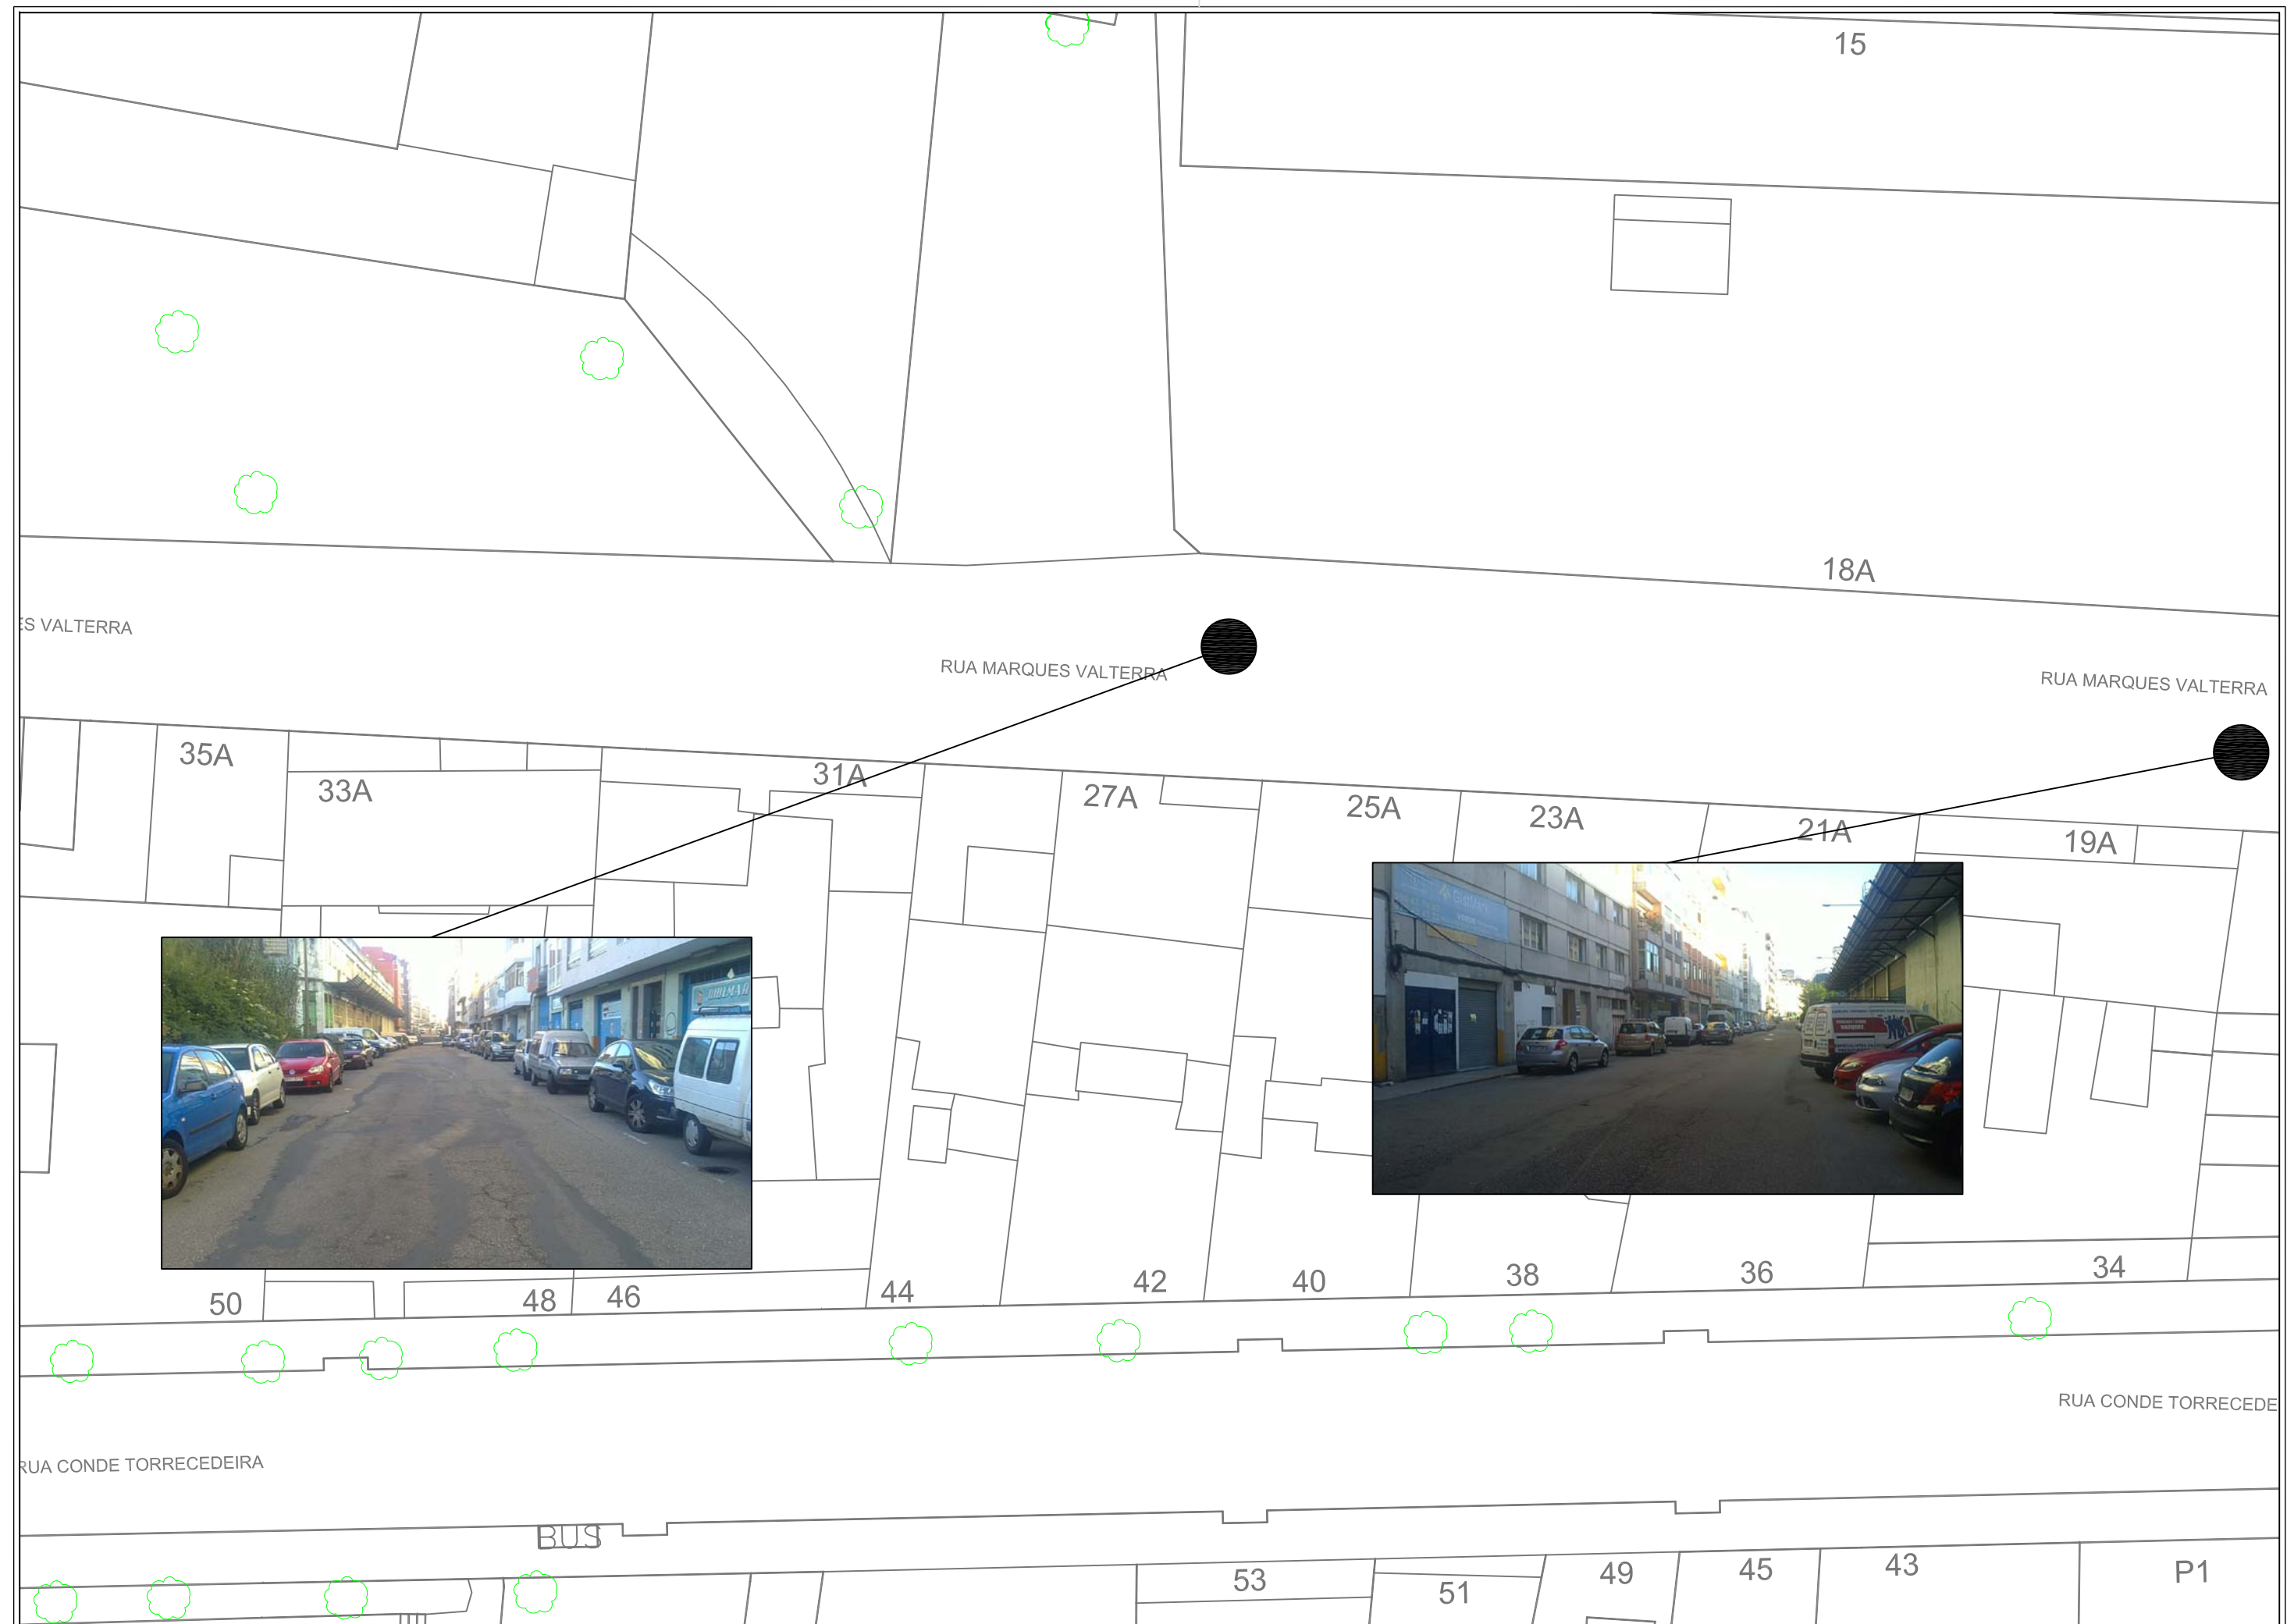 15
18A
ES VALTERRA
RUA MARQUES VALTERRA
RUA MARQUES VALTERRA
35A
33A
31A
27A
25A
23A
21A
19A
50
48
46
44
42
40
38
36
34
RUA CONDE TORRECEDE
RUA CONDE TORRECEDEIRA
BUS
53
51
49
45
43
P1